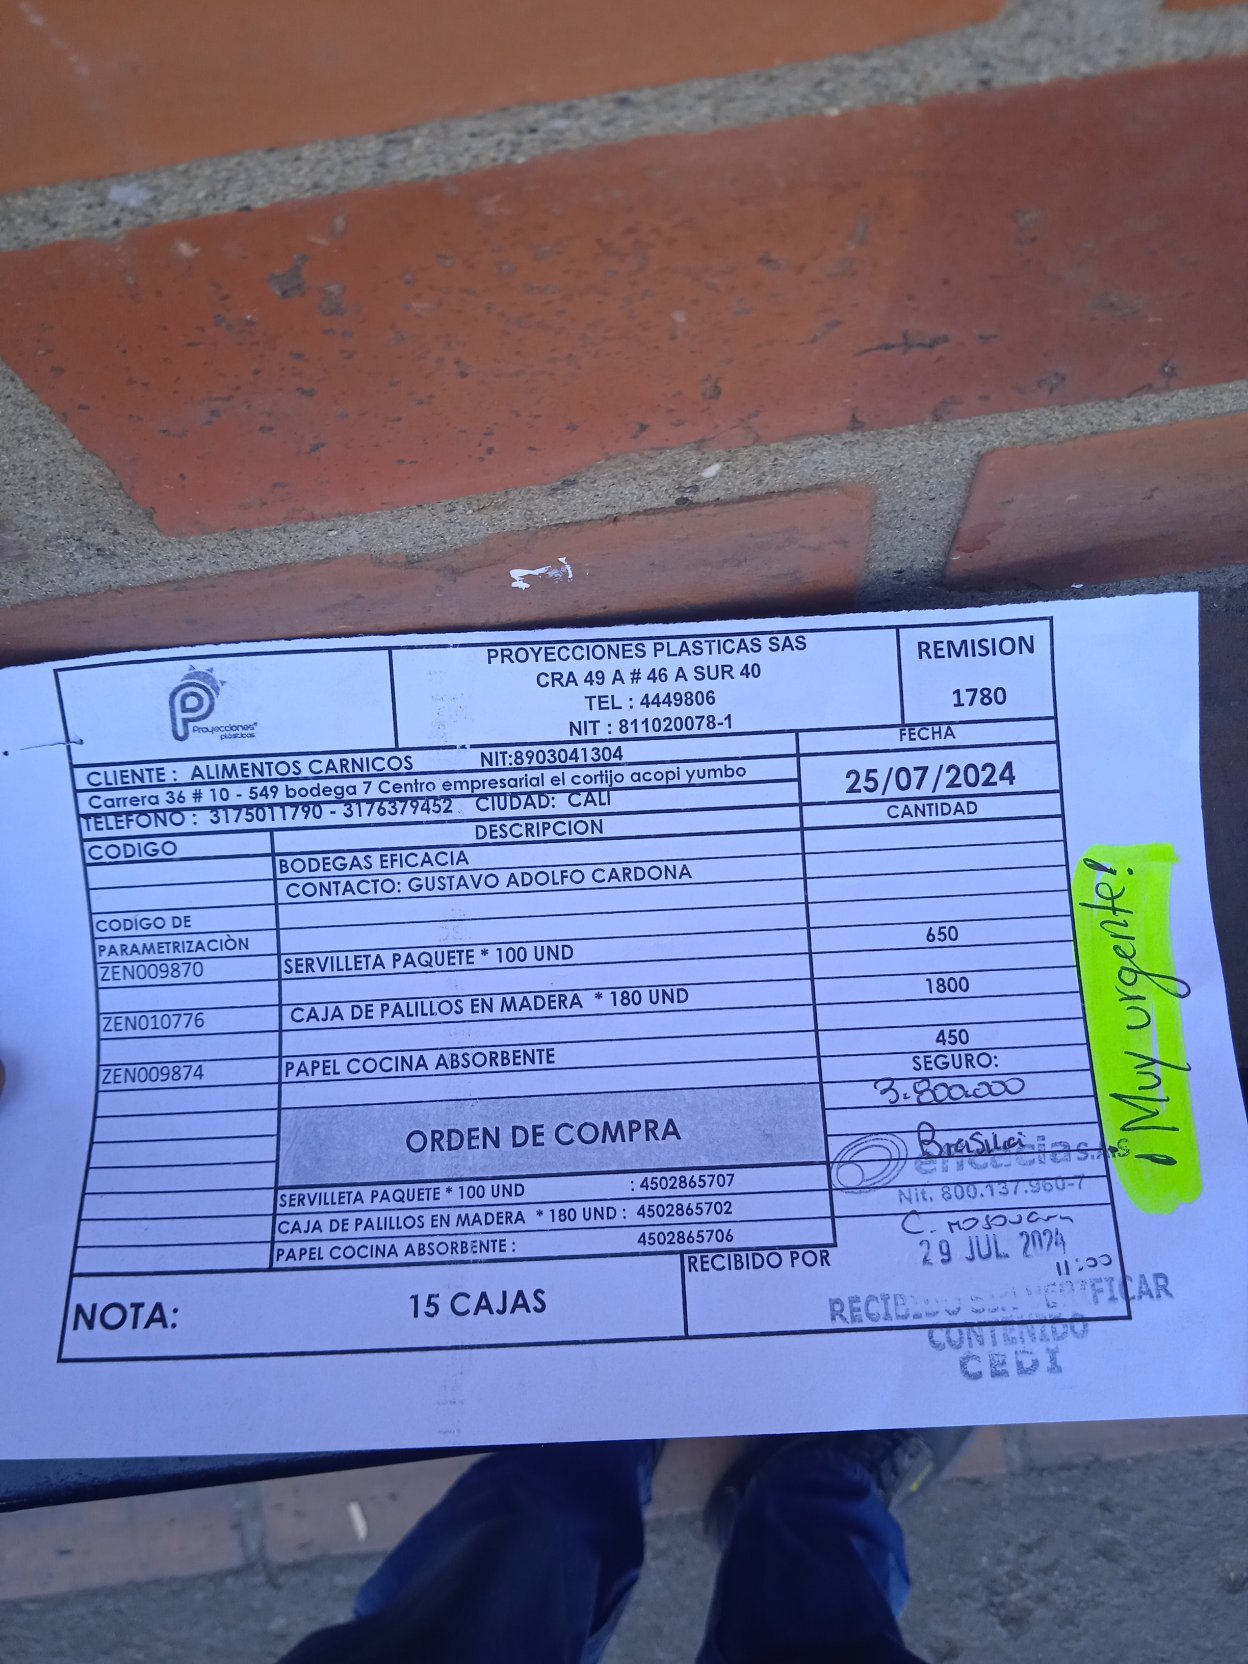 Proyecciones
plásticas
PROYECCIONES PLASTICAS SAS
CRA 49 A # 46 A SUR 40
TEL : 4449806
NIT : 811020078-1
REMISION
1780
CLIENTE : ALIMENTOS CARNICOS NIT:8903041304
Carrera 36 # 10 - 549 bodega 7 Centro empresarial el cortijo acopi yumbo
TELEFONO : 3175011790 - 3176379452 CIUDAD: CALI
FECHA
25/07/2024
CODIGO DESCRIPCION CANTIDAD
BODEGAS EFICACIA
CONTACTO: GUSTAVO ADOLFO CARDONA
CODIGO DE
PARAMETRIZACIÒN
ZEN009870 SERVILLETA PAQUETE * 100 UND 650
ZEN010776 CAJA DE PALILLOS EN MADERA * 180 UND 1800
ZEN009874 PAPEL COCINA ABSORBENTE 450
SEGURO:
3.800.000
ORDEN DE COMPRA
SERVILLETA PAQUETE * 100 UND : 4502865707
CAJA DE PALILLOS EN MADERA * 180 UND : 4502865702
PAPEL COCINA ABSORBENTE : 4502865706
NOTA: 15 CAJAS
RECIBIDO POR
¡Muy urgente!
Nit. 800.137.960-7
29 JUL 2024
11:00
RECIBIDO SIN VERIFICAR
CONTENIDO
CEDI